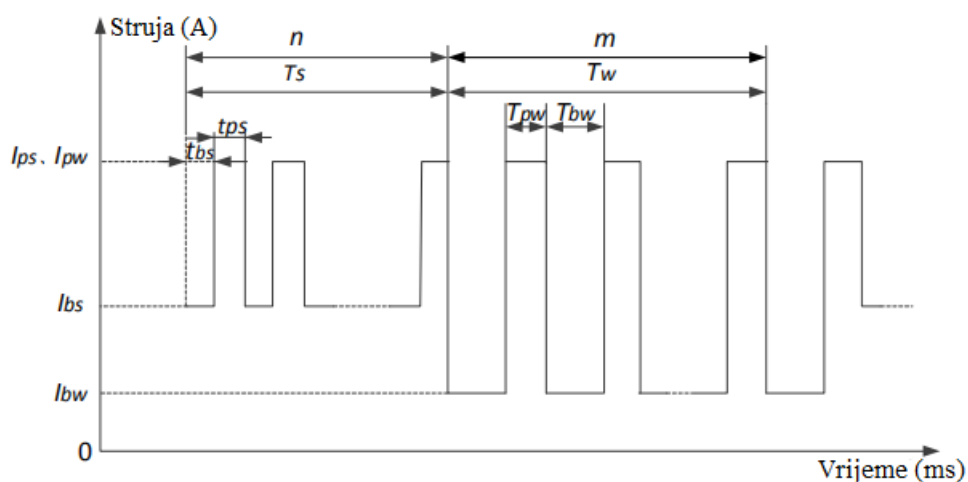 Struja (A)
n
m
Ts
Tw
tps
Tpw
Tbw
tbs
Ips、Ipw
Ibs
Ibw
0
Vrijeme (ms)